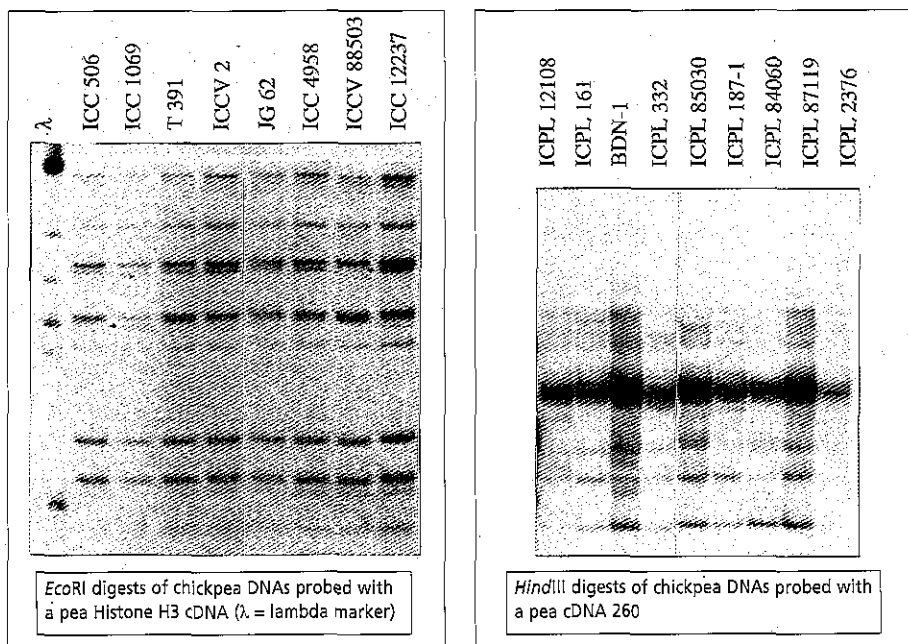 λ
ICC 506
ICC 1069
T 391
ICCV 2
JG 62
ICC 4958
ICCV 88503
ICC 12237
EcoRI digests of chickpea DNAs probed with
a pea Histone H3 cDNA (λ = lambda marker)
ICPL 12108
ICPL 161
BDN-1
ICPL 332
ICPL 85030
ICPL 187-1
ICPL 84060
ICPL 87119
ICPL 2376
HindIII digests of chickpea DNAs probed with
a pea cDNA 260